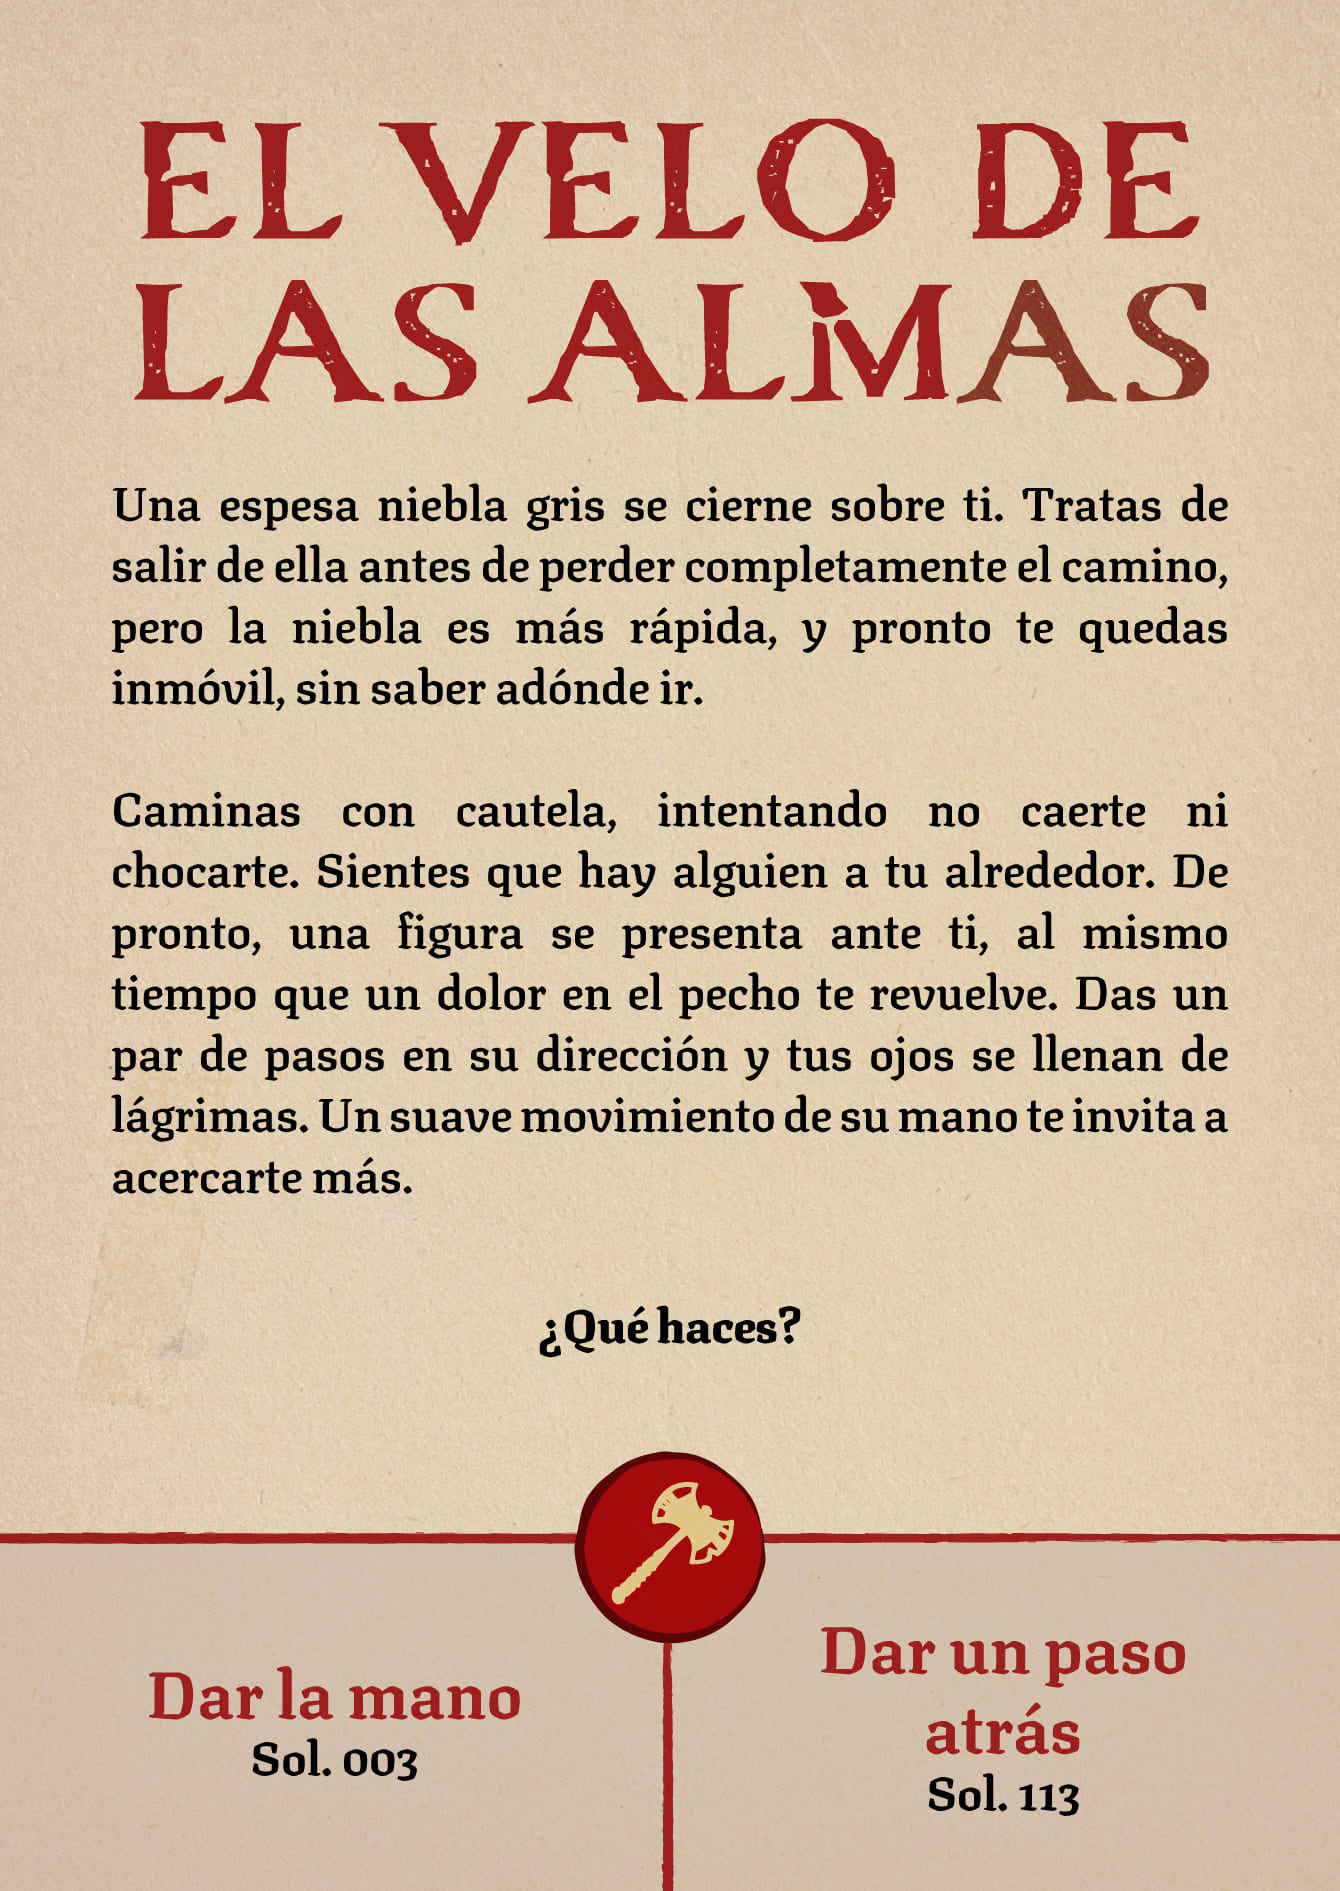 EL VELO DE
LAS ALMAS
Una espesa niebla gris se cierne sobre ti. Tratas de
salir de ella antes de perder completamente el camino,
pero la niebla es más rápida, y pronto te quedas
inmóvil, sin saber adónde ir.
Caminas con cautela, intentando no caerte ni
chocarte. Sientes que hay alguien a tu alrededor. De
pronto, una figura se presenta ante ti, al mismo
tiempo que un dolor en el pecho te revuelve. Das un
par de pasos en su dirección y tus ojos se llenan de
lágrimas. Un suave movimiento de su mano te invita a
acercarte más.
¿Qué haces?
Dar la mano
Sol. 003
Dar un paso
atrás
Sol. 113